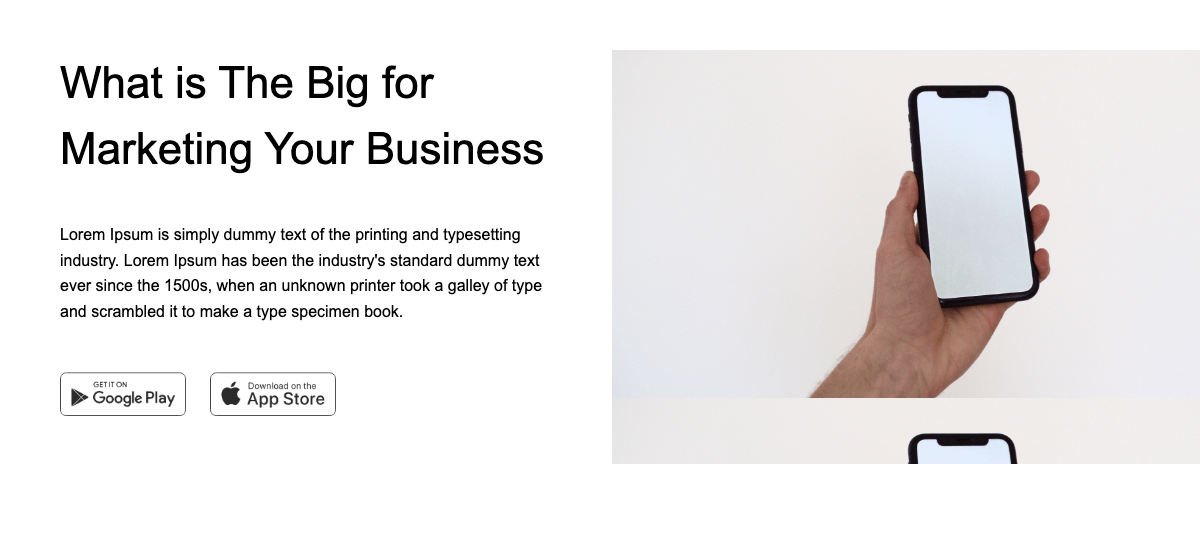 What is The Big for
Marketing Your Business
Lorem Ipsum is simply dummy text of the printing and typesetting
industry. Lorem Ipsum has been the industry's standard dummy text
ever since the 1500s, when an unknown printer took a galley of type
and scrambled it to make a type specimen book.
GET IT ON
Google Play
Download on the
App Store